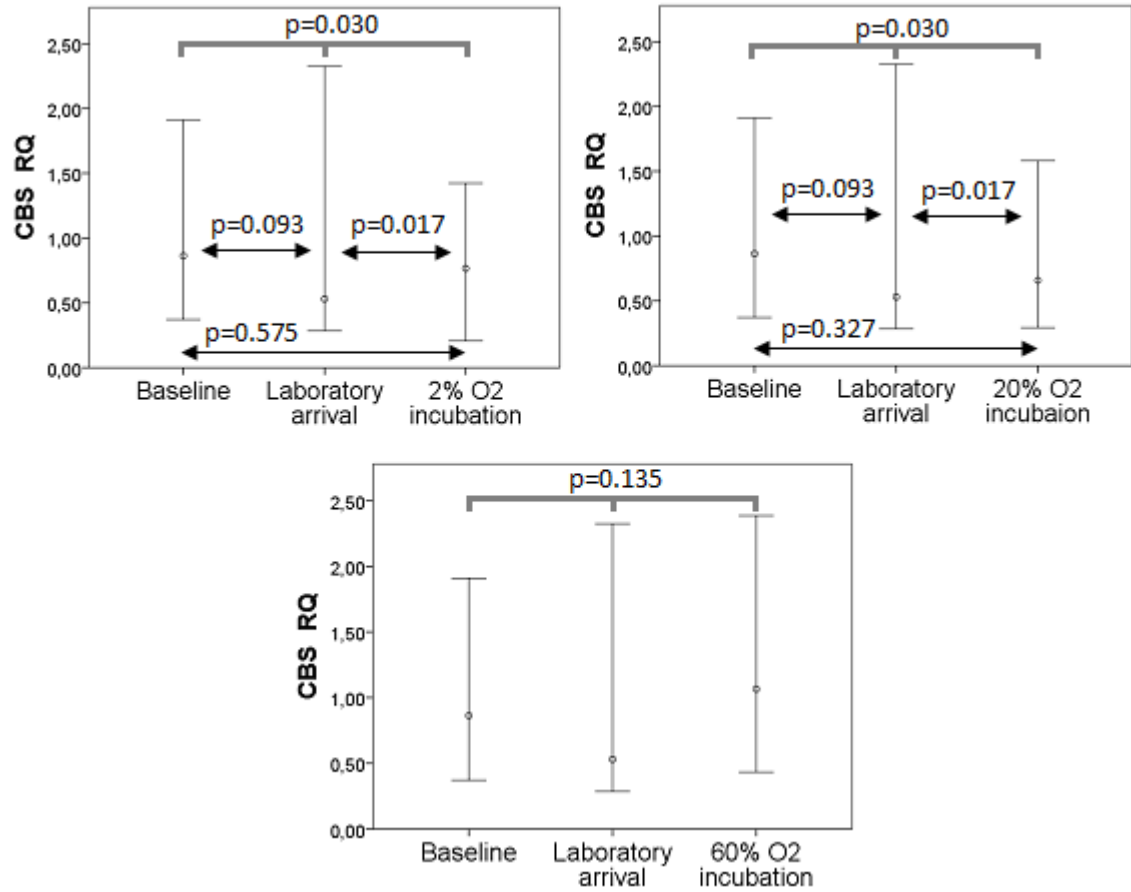 p=0.030
2,50
2,00
1,50
1,00
0,50
0,00
CBS RQ
p=0.093
p=0.017
p=0.575
Baseline
Laboratory
arrival
2% O2
incubation
p=0.030
2,50
2,00
1,50
1,00
0,50
0,00
CBS RQ
p=0.093
p=0.017
p=0.327
Baseline
Laboratory
arrival
20% O2
incubaion
p=0.135
2,50
2,00
1,50
1,00
0,50
0,00
CBS RQ
Baseline
Laboratory
arrival
60% O2
incubation